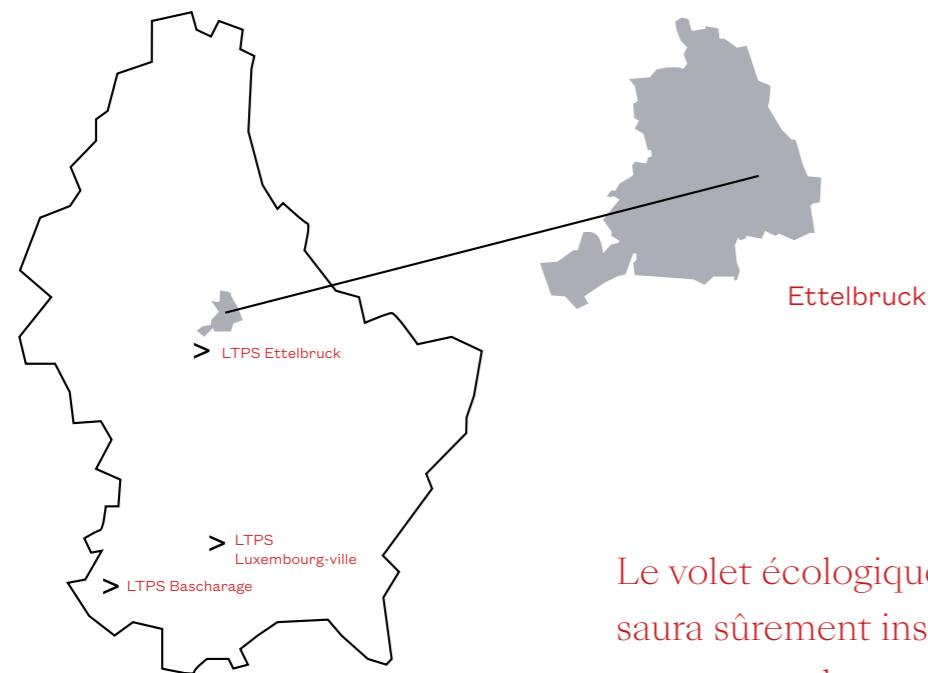 Ettelbruck
> LTPS Ettelbruck
> LTPS
Luxembourg-ville
> LTPS Bascharage
Le volet écologique
saura sûrement ins